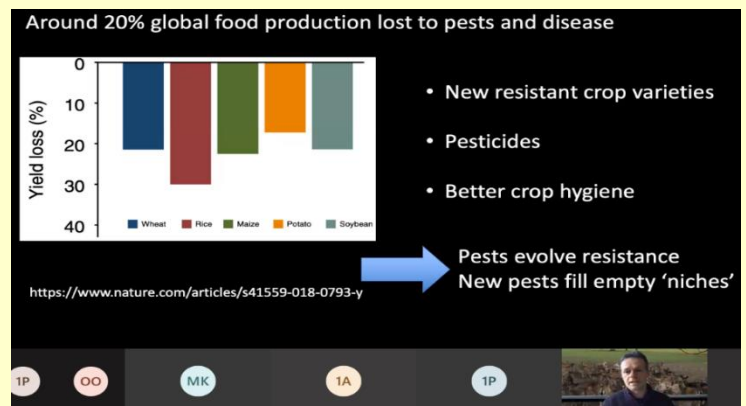 Around 20% global food production lost to pests and disease
0
10
20
30
40
Yield loss (%)
Wheat Rice Maize Potato Soybean
• New resistant crop varieties
• Pesticides
• Better crop hygiene
Pests evolve resistance
New pests fill empty ‘niches’
https://www.nature.com/articles/s41559-018-0793-y
1P OO MK 1A 1P